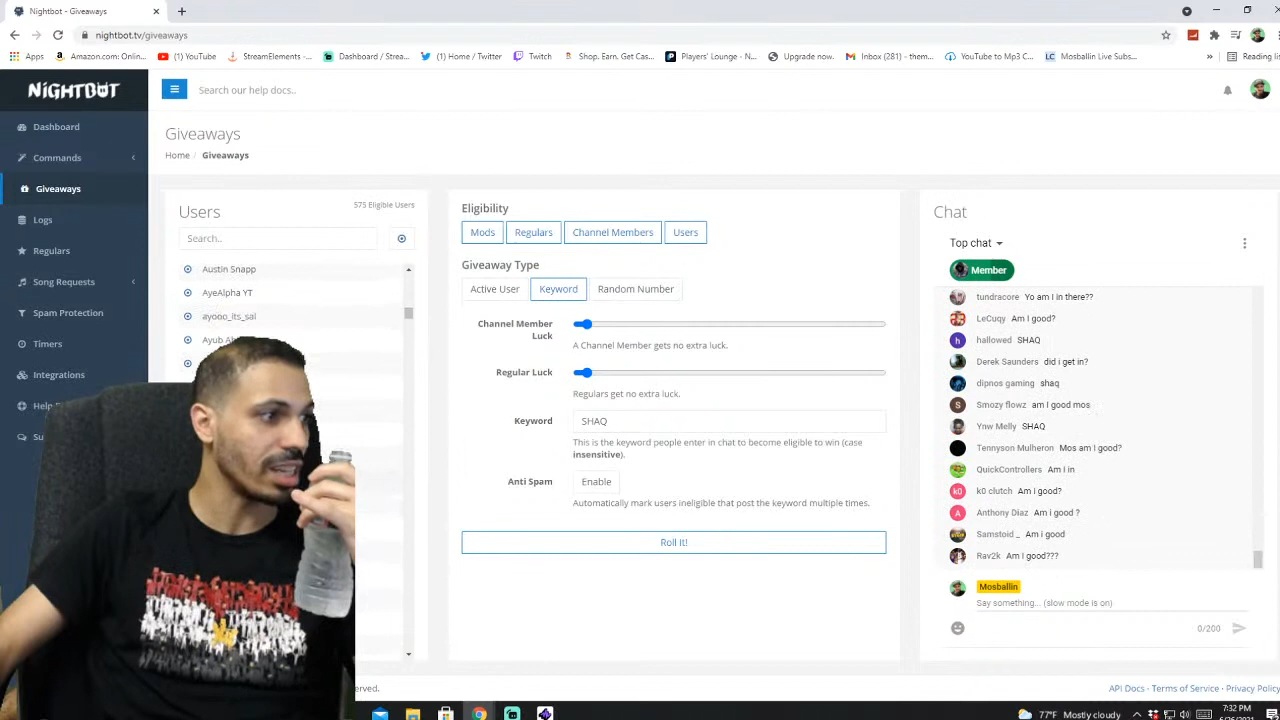 Nightbot - Giveaways
nightbot.tv/giveaways
Apps
Amazon.com: Onlin...
(1) YouTube
StreamElements -...
Dashboard / Strea...
(1) Home / Twitter
Twitch
Shop. Earn. Get Cas...
Players' Lounge - N...
Upgrade now.
Inbox (281) - them...
YouTube to Mp3 C...
Mosballin Live Subs...
»
Reading list
NIGHTBOT
Search our help docs..
Dashboard
Commands
Giveaways
Logs
Regulars
Song Requests
Spam Protection
Timers
Integrations
Giveaways
Home / Giveaways
Users
575 Eligible Users
Search..
Austin Snapp
AyeAlpha YT
ayooo_its_sal
Ayub
Eligibility
Mods
Regulars
Channel Members
Users
Giveaway Type
Active User
Keyword
Random Number
Channel Member
Luck
A Channel Member gets no extra luck.
Regular Luck
Regulars get no extra luck.
Keyword
SHAQ
This is the keyword people enter in chat to become eligible to win (case
insensitive).
Anti Spam
Enable
Automatically mark users ineligible that post the keyword multiple times.
Roll It!
Chat
Top chat
Member
tundracore Yo am I in there??
LeCuqy Am I good?
hallowed SHAQ
Derek Saunders did i get in?
dipnos gaming shaq
Smozy flowz am I good mos
Ynw Melly SHAQ
Tennyson Mulheron Mos am I good?
QuickControllers Am I in
k0 clutch Am I good?
Anthony Diaz Am i good ?
Samstoid _ Am i good
Rav2k Am I good???
Mosballin
Say something... (slow mode is on)
0/200
erved.
API Docs - Terms of Service - Privacy Policy
77°F Mostly cloudy
7:32 PM